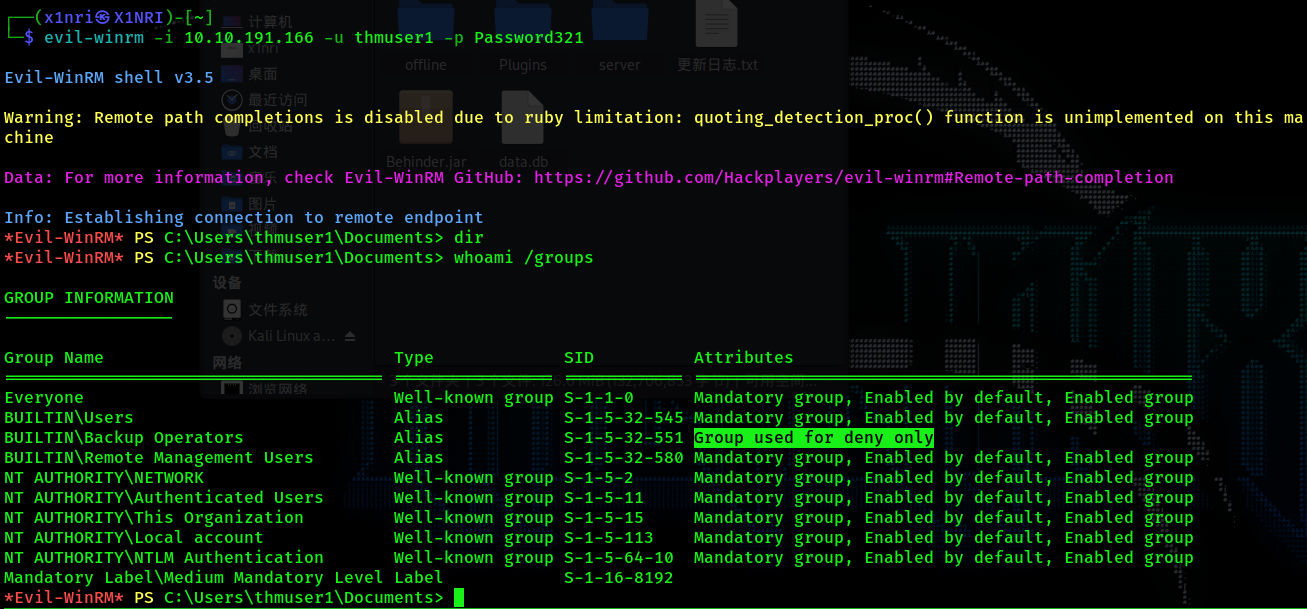 ┌──(x1nri㉿X1NRI)-[~]
└─$ evil-winrm -i 10.10.191.166 -u thmuser1 -p Password321
计算机
x1nri
offline Plugins server 更新日志.txt
Evil-WinRM shell v3.5
桌面
最近访问
Warning: Remote path completions is disabled due to ruby limitation: quoting_detection_proc() function is unimplemented on this ma
chine
回收站
文档
Behinder.jar data.db
Data: For more information, check Evil-WinRM GitHub: https://github.com/Hackplayers/evil-winrm#Remote-path-completion
图片
Info: Establishing connection to remote endpoint
*Evil-WinRM* PS C:\Users\thmuser1\Documents> dir
*Evil-WinRM* PS C:\Users\thmuser1\Documents> whoami /groups
设备
GROUP INFORMATION
文件系统
Kali Linux a...
Group Name Type SID Attributes
网络
浏览网络
Everyone Well-known group S-1-1-0 Mandatory group, Enabled by default, Enabled group
BUILTIN\Users Alias S-1-5-32-545 Mandatory group, Enabled by default, Enabled group
BUILTIN\Backup Operators Alias S-1-5-32-551 Group used for deny only
BUILTIN\Remote Management Users Alias S-1-5-32-580 Mandatory group, Enabled by default, Enabled group
NT AUTHORITY\NETWORK Well-known group S-1-5-2 Mandatory group, Enabled by default, Enabled group
NT AUTHORITY\Authenticated Users Well-known group S-1-5-11 Mandatory group, Enabled by default, Enabled group
NT AUTHORITY\This Organization Well-known group S-1-5-15 Mandatory group, Enabled by default, Enabled group
NT AUTHORITY\Local account Well-known group S-1-5-113 Mandatory group, Enabled by default, Enabled group
NT AUTHORITY\NTLM Authentication Well-known group S-1-5-64-10 Mandatory group, Enabled by default, Enabled group
Mandatory Label\Medium Mandatory Level Label S-1-16-8192
*Evil-WinRM* PS C:\Users\thmuser1\Documents>